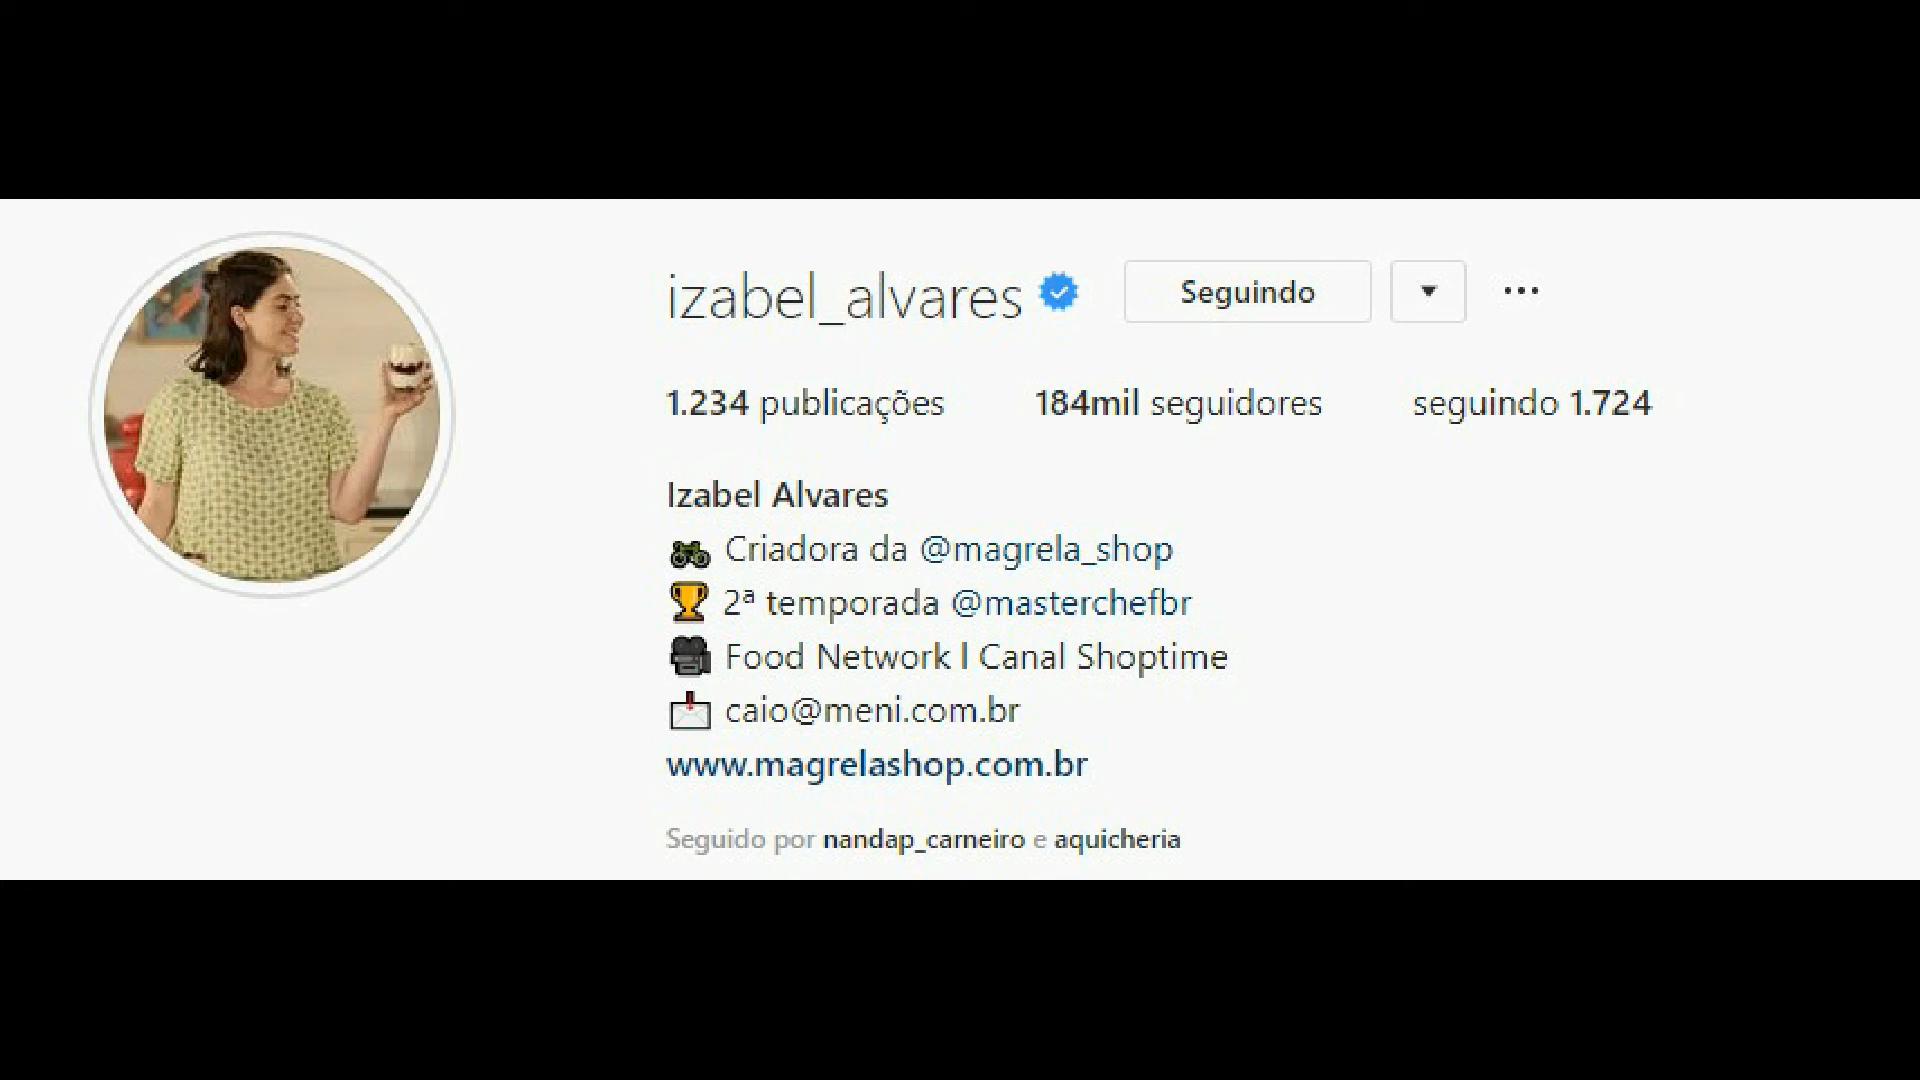 izabel_alvares Seguindo
1.234 publicações 184mil seguidores seguindo 1.724
Izabel Alvares
Criadora da @magrela_shop
2ª temporada @masterchefbr
Food Network l Canal Shoptime
caio@meni.com.br
www.magrelashop.com.br
Seguido por nandap_carneiro e aquicheria